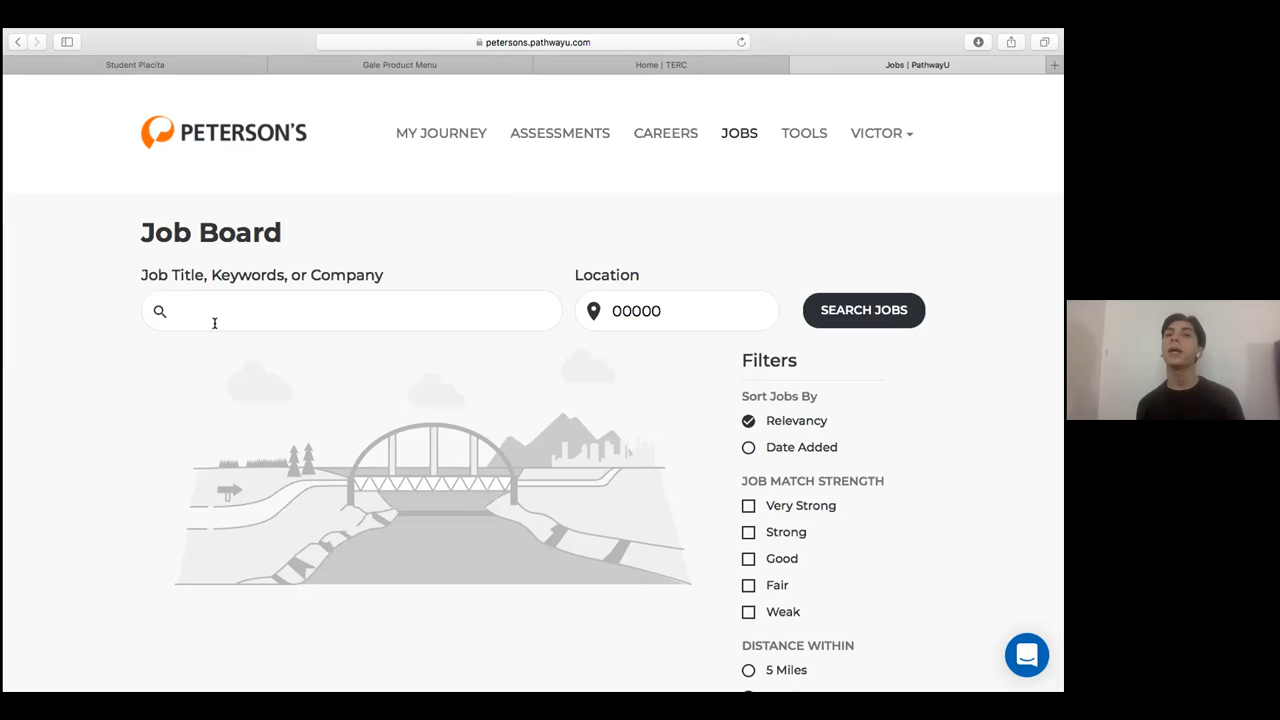 petersons.pathwayu.com
Student Placita
Gale Product Menu
Home | TERC
Jobs | PathwayU
PETERSON'S
MY JOURNEY
ASSESSMENTS
CAREERS
JOBS
TOOLS
VICTOR
Job Board
Job Title, Keywords, or Company
Location
00000
SEARCH JOBS
Filters
Sort Jobs By
Relevancy
Date Added
JOB MATCH STRENGTH
Very Strong
Strong
Good
Fair
Weak
DISTANCE WITHIN
5 Miles